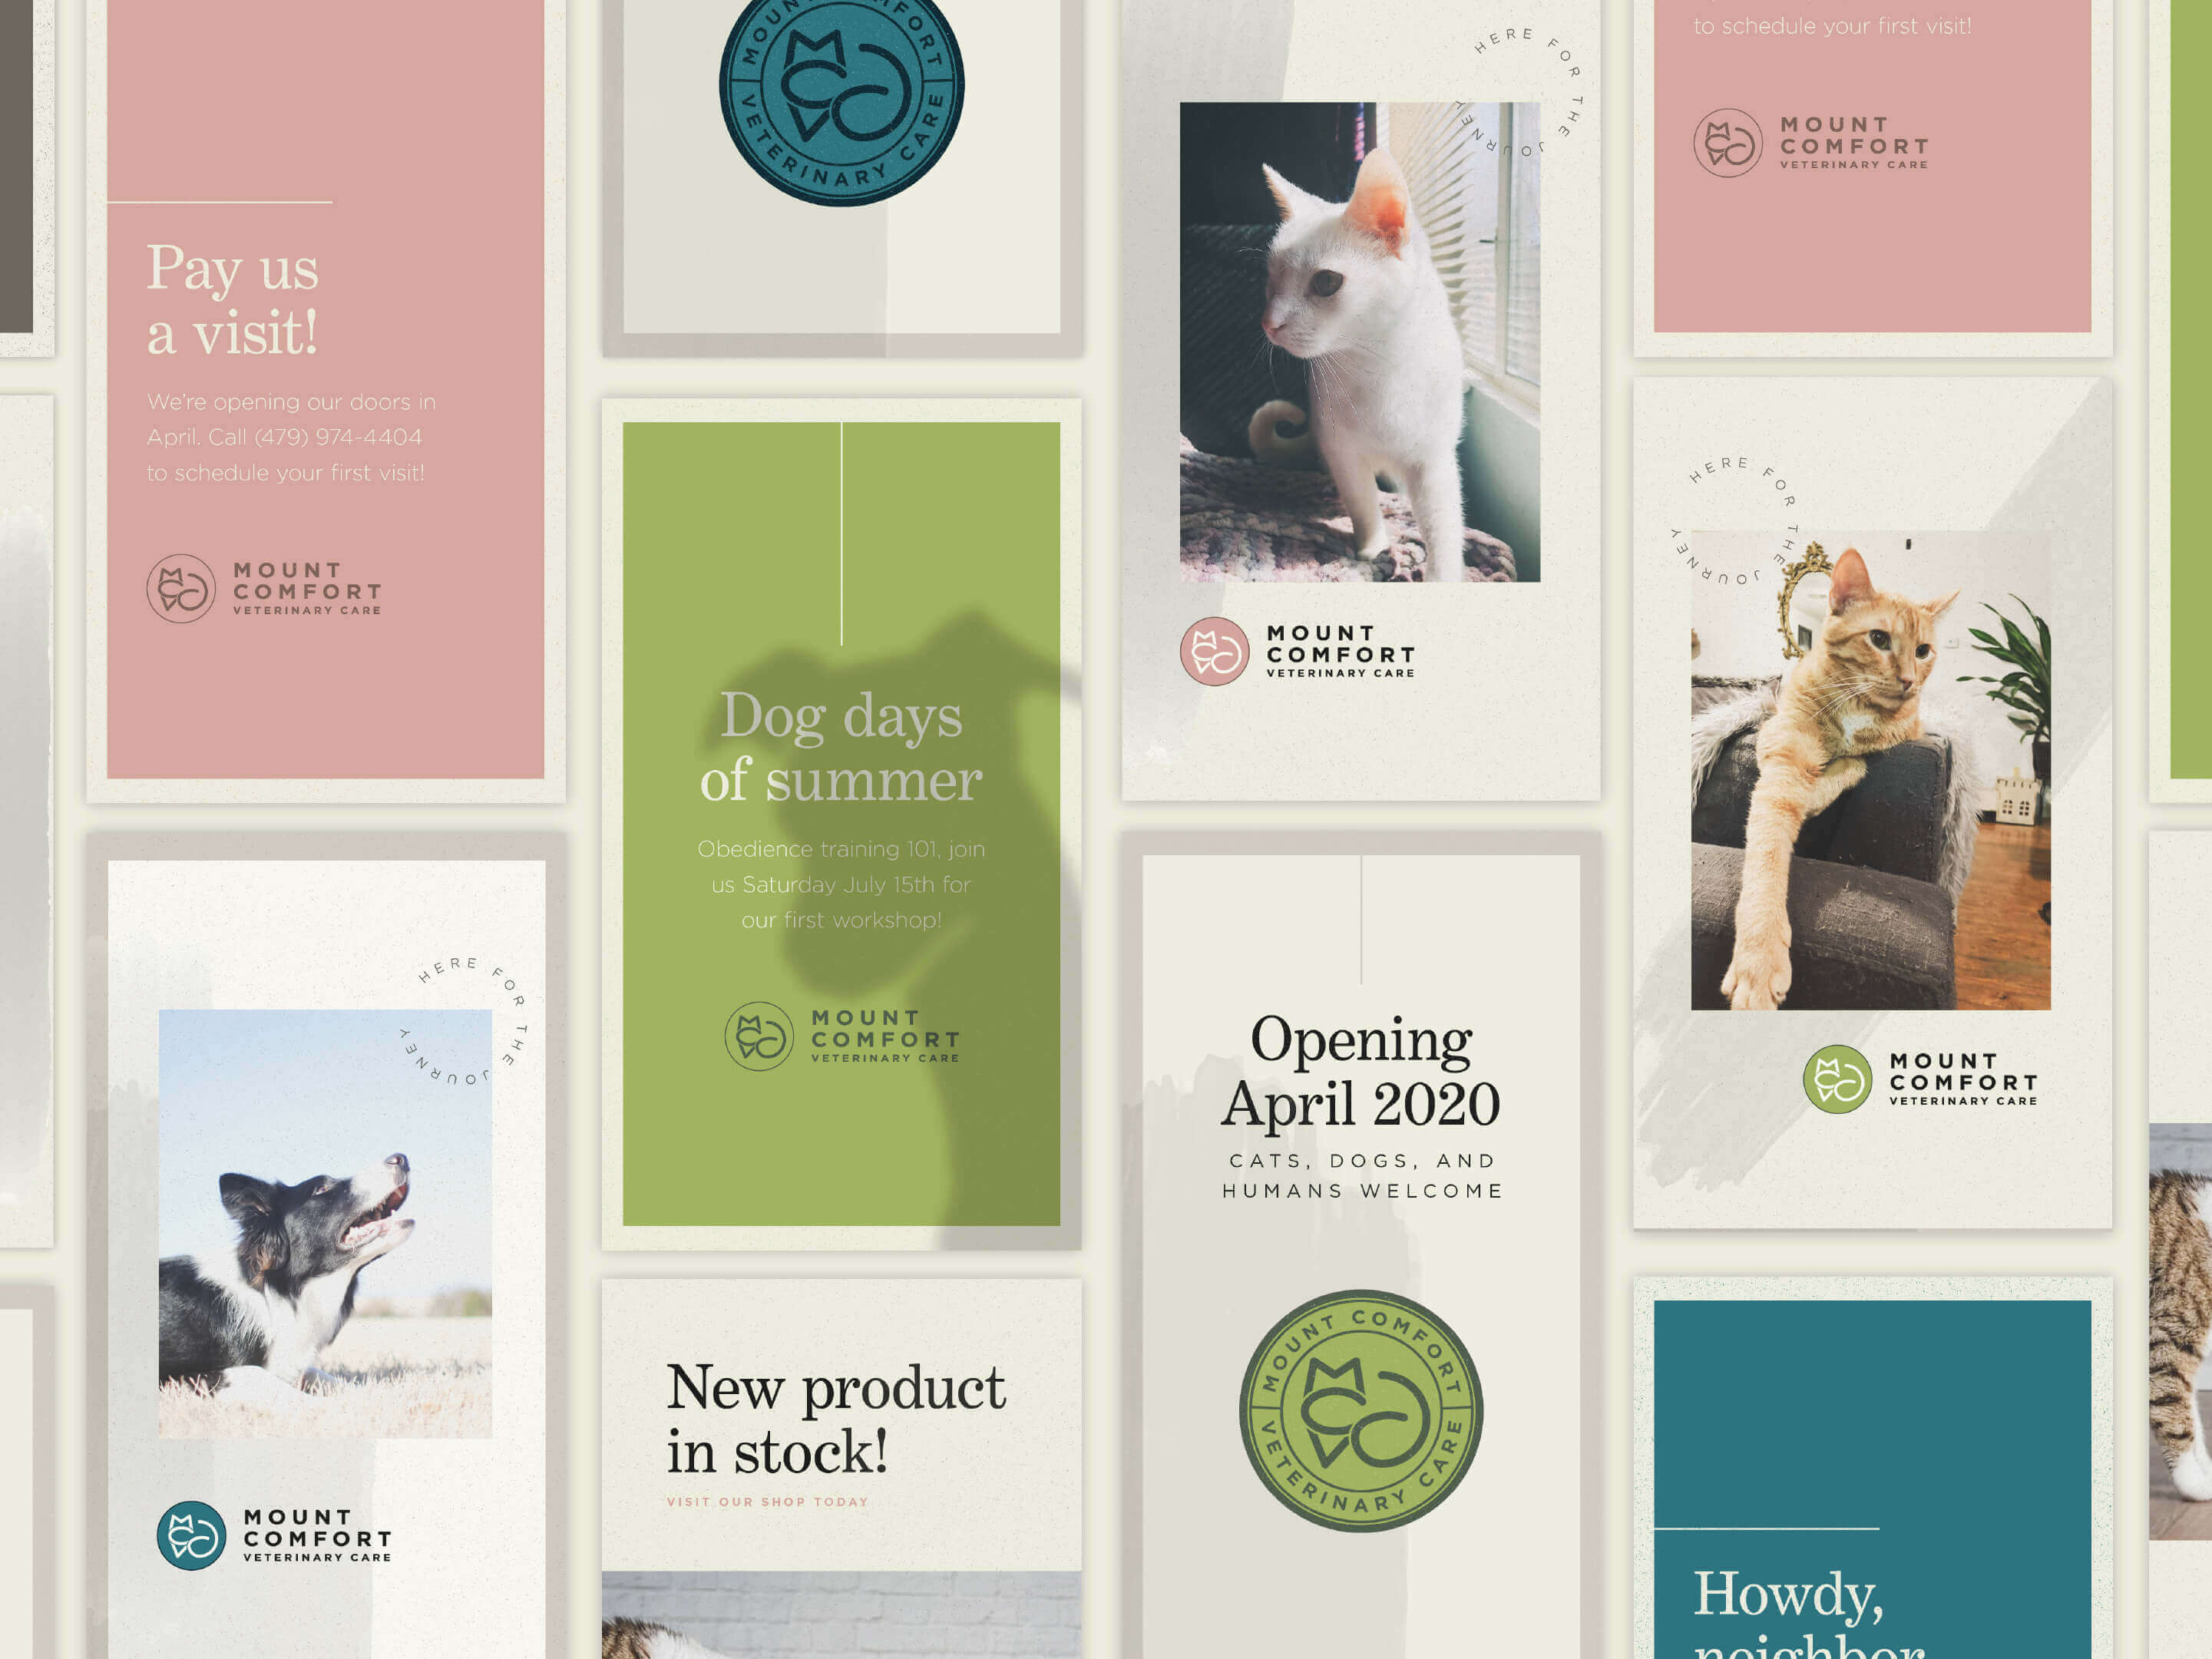 Pay us
a visit!
We're opening our doors in
April. Call (479) 974-4404
to schedule your first visit!
MOUNT
COMFORT
VETERINARY CARE
HERE FOR THE JOURNEY
MOUNT
COMFORT
VETERINARY CARE
MOUNT COMFORT
VETERINARY CARE
Dog days
of summer
Obedience training 101, join
us Saturday July 15th for
our first workshop!
MOUNT
COMFORT
VETERINARY CARE
New product
in stock!
VISIT OUR SHOP TODAY
HERE FOR THE JOURNEY
MOUNT
COMFORT
VETERINARY CARE
Opening
April 2020
CATS, DOGS, AND
HUMANS WELCOME
MOUNT COMFORT
VETERINARY CARE
to schedule your first visit!
MOUNT
COMFORT
VETERINARY CARE
HERE FOR THE JOURNEY
MOUNT
COMFORT
VETERINARY CARE
Howdy,
neighbor